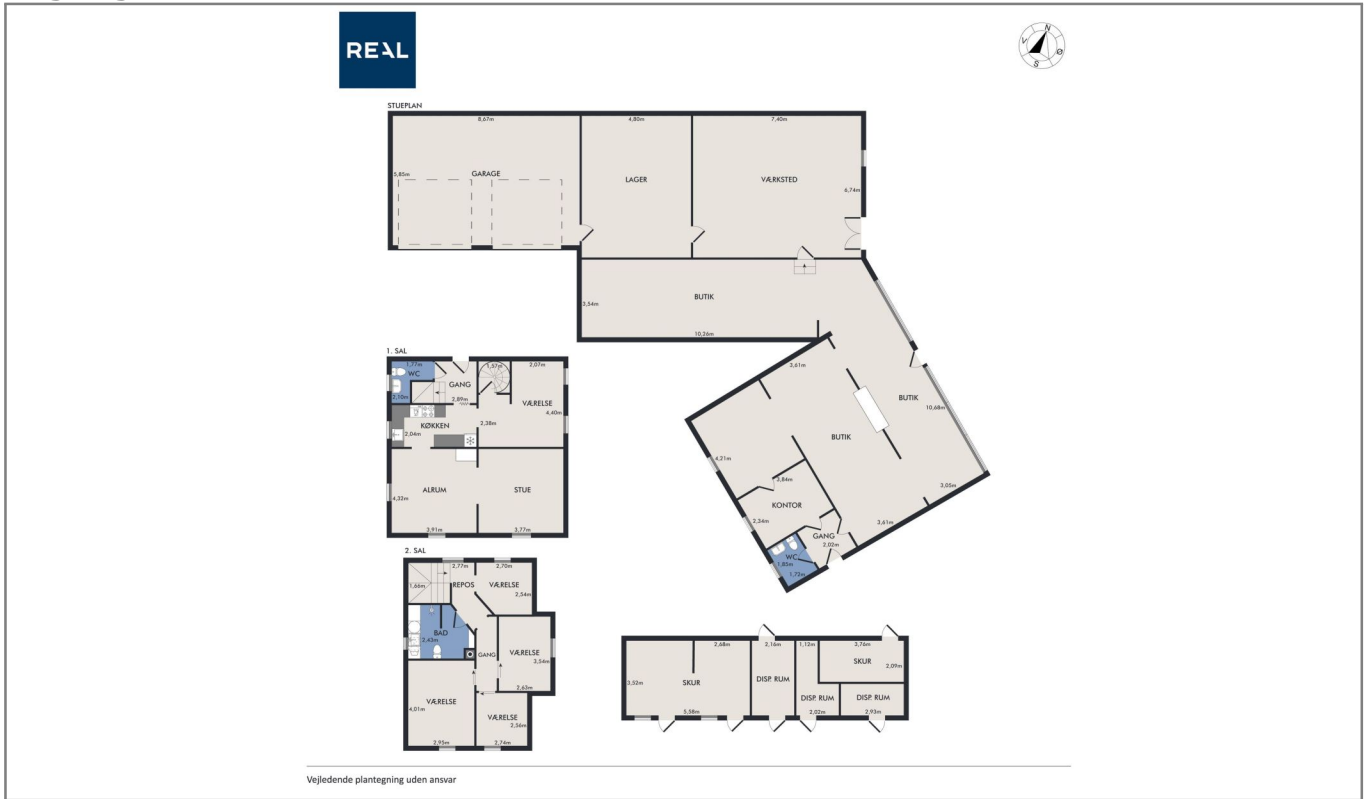 REAL
N
V
Ø
S
STUEPLAN
8,67m
4,80m
7,40m
5,85m
GARAGE
LAGER
VÆRKSTED
6,74m
BUTIK
3,54m
10,26m
3,61m
BUTIK
10,68m
BUTIK
4,21m
3,84m
KONTOR
2,34m
3,05m
3,61m
GANG
2,02m
WC
1,85m
1,72m
1. SAL
1,77m
WC
1,57m
2,07m
GANG
2,10m
2,89m
VÆRELSE
4,40m
KØKKEN
2,38m
2,04m
ALRUM
STUE
4,32m
3,91m
3,77m
2. SAL
2,77m
2,70m
1,66m
REPOS
VÆRELSE
2,54m
BAD
2,43m
GANG
VÆRELSE
3,54m
2,63m
VÆRELSE
4,01m
VÆRELSE
2,56m
2,95m
2,74m
2,68m
2,16m
1,12m
3,76m
SKUR
2,09m
3,52m
SKUR
DISP. RUM
DISP. RUM
DISP. RUM
5,58m
2,02m
2,93m
Vejledende plantegning uden ansvar